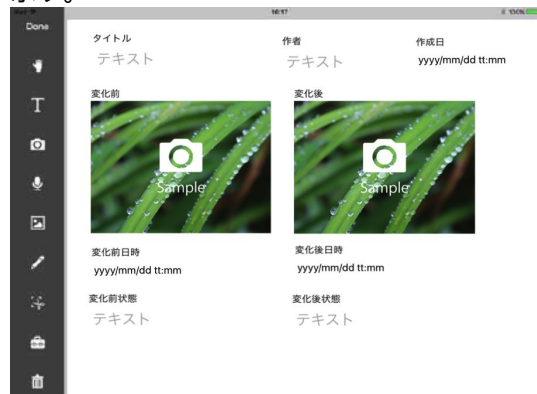 16:17
100%
Done
タイトル
作者
作成日
テキスト
テキスト
yyyy/mm/dd tt:mm
変化前
変化後
Sample
Sample
変化前日時
変化後日時
yyyy/mm/dd tt:mm
yyyy/mm/dd tt:mm
変化前状態
変化後状態
テキスト
テキスト